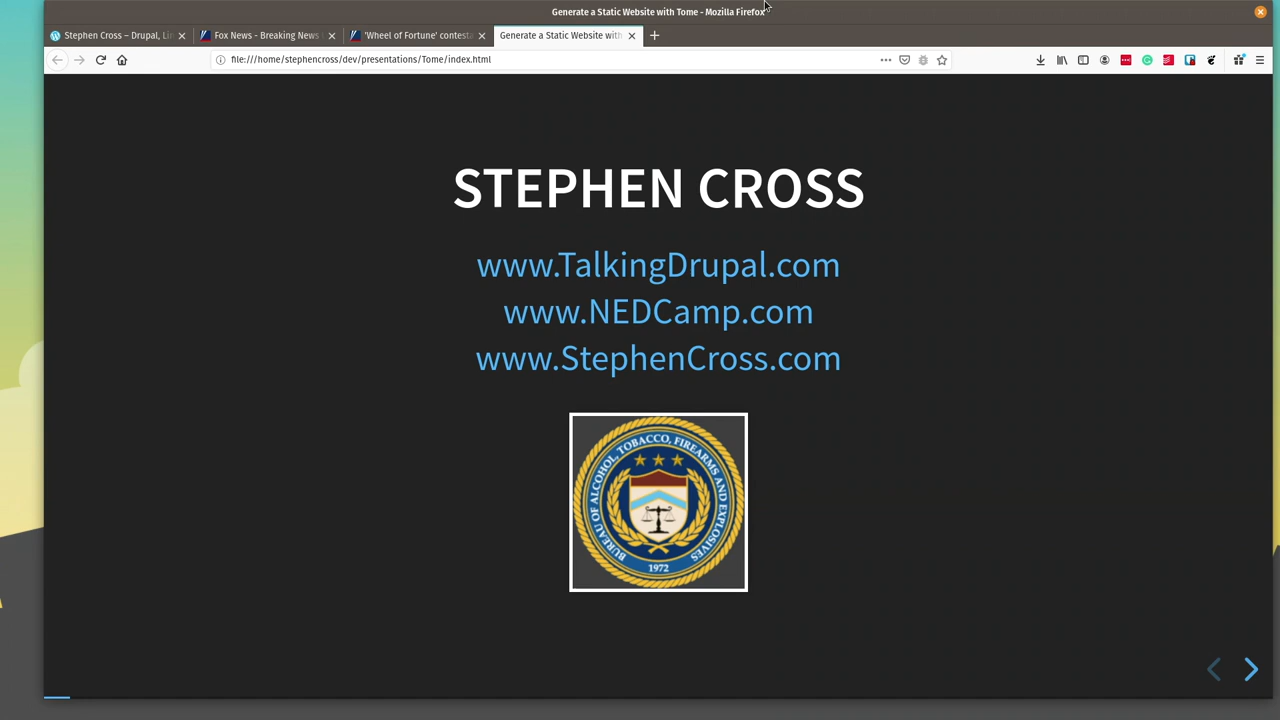 Generate a Static Website with Tome - Mozilla Firefox
Stephen Cross – Drupal, Li
Fox News - Breaking News
'Wheel of Fortune' contesta
Generate a Static Website with
file:///home/stephencross/dev/presentations/Tome/index.html
STEPHEN CROSS
www.TalkingDrupal.com
www.NEDCamp.com
www.StephenCross.com
BUREAU OF ALCOHOL, TOBACCO, FIREARMS AND EXPLOSIVES
1972